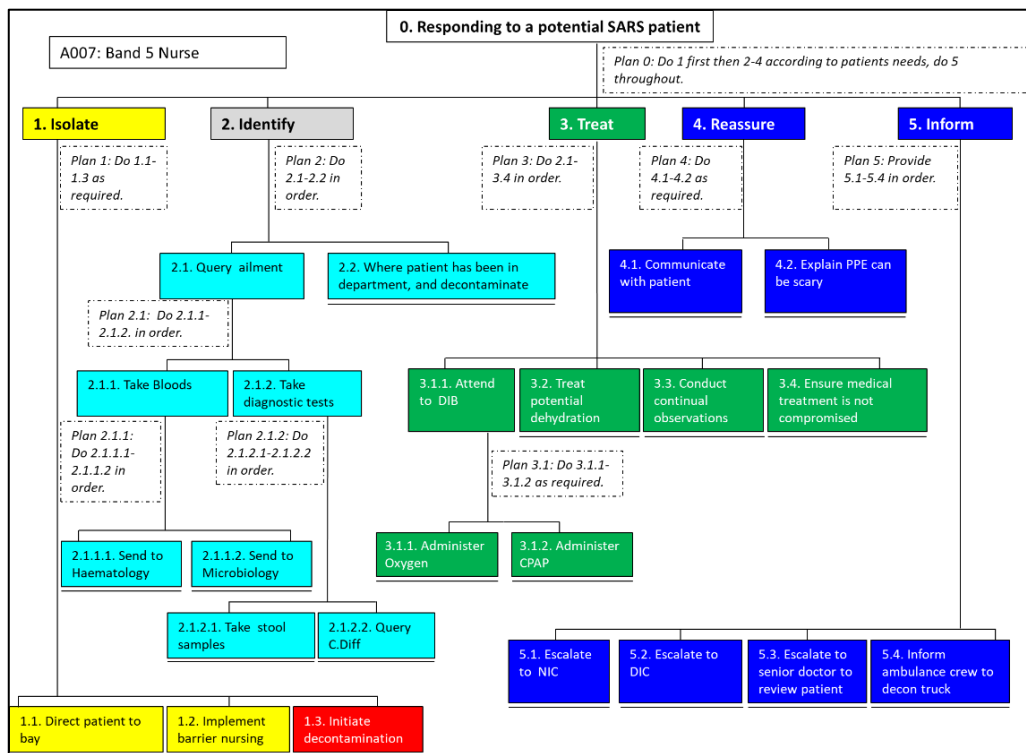 0. Responding to a potential SARS patient
A007: Band 5 Nurse
Plan 0: Do 1 first then 2-4 according to patients needs, do 5
throughout.
1. Isolate
2. Identify
3. Treat
4. Reassure
5. Inform
Plan 1: Do 1.1-
1.3 as
required.
Plan 2: Do
2.1-2.2 in
order.
Plan 3: Do 2.1-
3.4 in order.
Plan 4: Do
4.1-4.2 as
required.
Plan 5: Provide
5.1-5.4 in order.
2.1. Query ailment
2.2. Where patient has been in
department, and decontaminate
4.1. Communicate
with patient
4.2. Explain PPE can
be scary
Plan 2.1: Do 2.1.1-
2.1.2. in order.
2.1.1. Take Bloods
2.1.2. Take
diagnostic tests
3.1.1. Attend
to DIB
3.2. Treat
potential
dehydration
3.3. Conduct
continual
observations
3.4. Ensure medical
treatment is not
compromised
Plan 2.1.1:
Do 2.1.1.1-
2.1.1.2 in
order.
Plan 2.1.2: Do
2.1.2.1-2.1.2.2
in order.
Plan 3.1: Do 3.1.1-
3.1.2 as required.
2.1.1.1. Send to
Haematology
2.1.1.2. Send to
Microbiology
3.1.1. Administer
Oxygen
3.1.2. Administer
CPAP
2.1.2.1. Take stool
samples
2.1.2.2. Query
C.Diff
5.1. Escalate
to NIC
5.2. Escalate to
DIC
5.3. Escalate to
senior doctor to
review patient
5.4. Inform
ambulance crew to
decon truck
1.1. Direct patient to
bay
1.2. Implement
barrier nursing
1.3. Initiate
decontamination